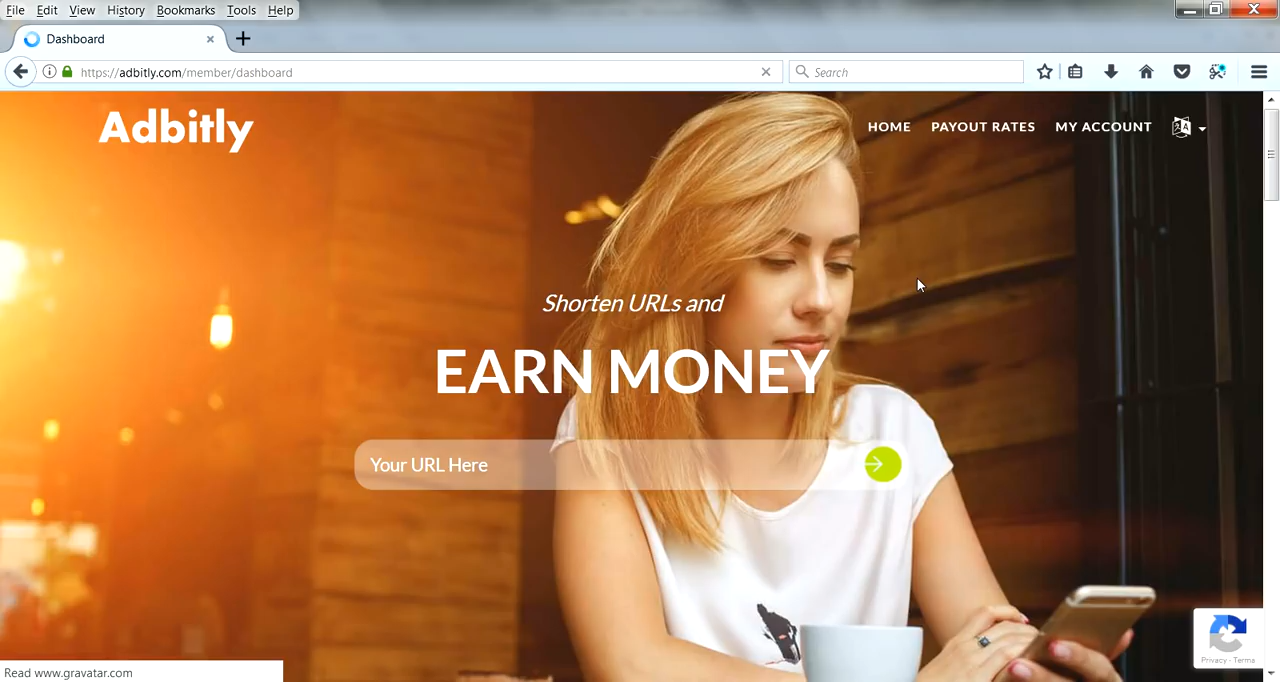 File Edit View History Bookmarks Tools Help
Dashboard
https://adbitly.com/member/dashboard
Search
Adbitly
HOME
PAYOUT RATES
MY ACCOUNT
Shorten URLs and
EARN MONEY
Your URL Here
Privacy - Terms
Read www.gravatar.com